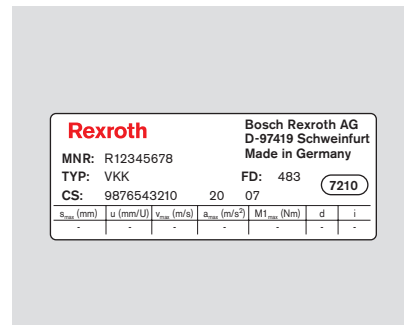 Rexroth
Bosch Rexroth AG
D-97419 Schweinfurt
Made in Germany
MNR: R12345678
TYP: VKK
FD: 483
7210
CS: 9876543210 20 07
smax (mm) u (mm/U) vmax (m/s) amax (m/s²) M1max (Nm) d i
- - - - - - -